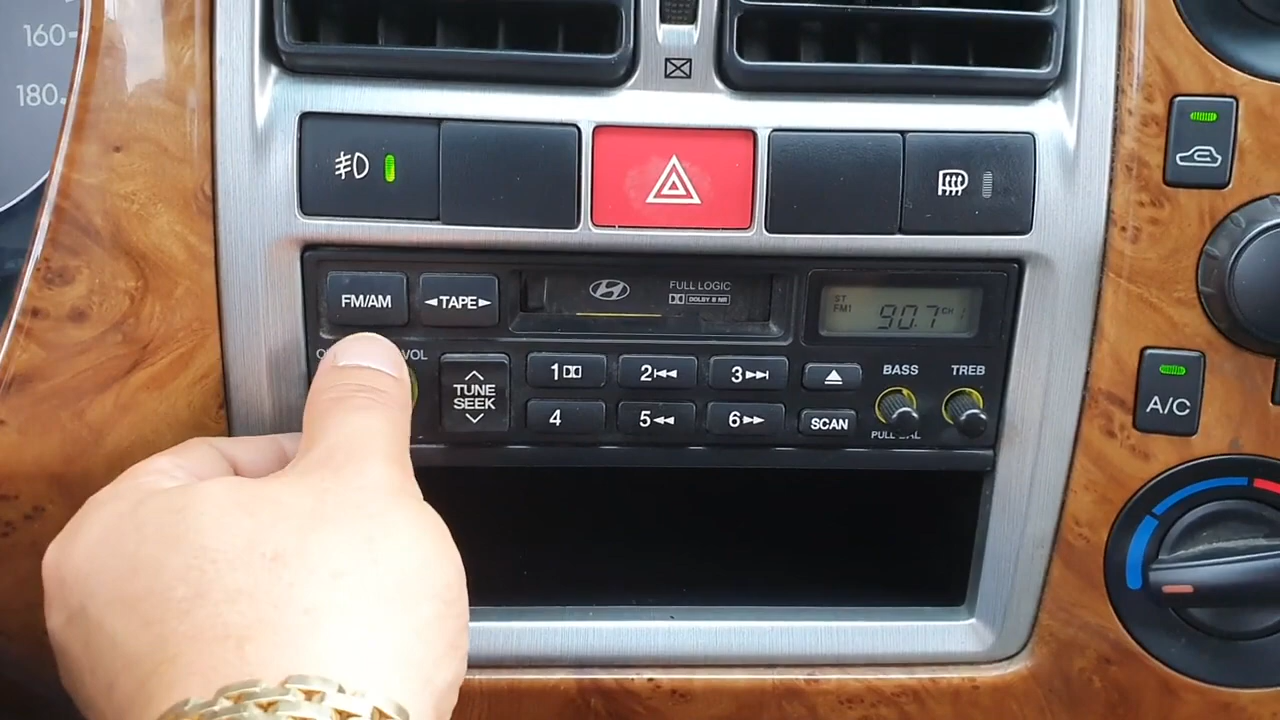 160
180
FM/AM
◄TAPE►
FULL LOGIC
DOLBY B NR
ST
FM1
90.7
CH
VOL
TUNE
SEEK
1
2
3
4
5
6
SCAN
BASS
TREB
A/C